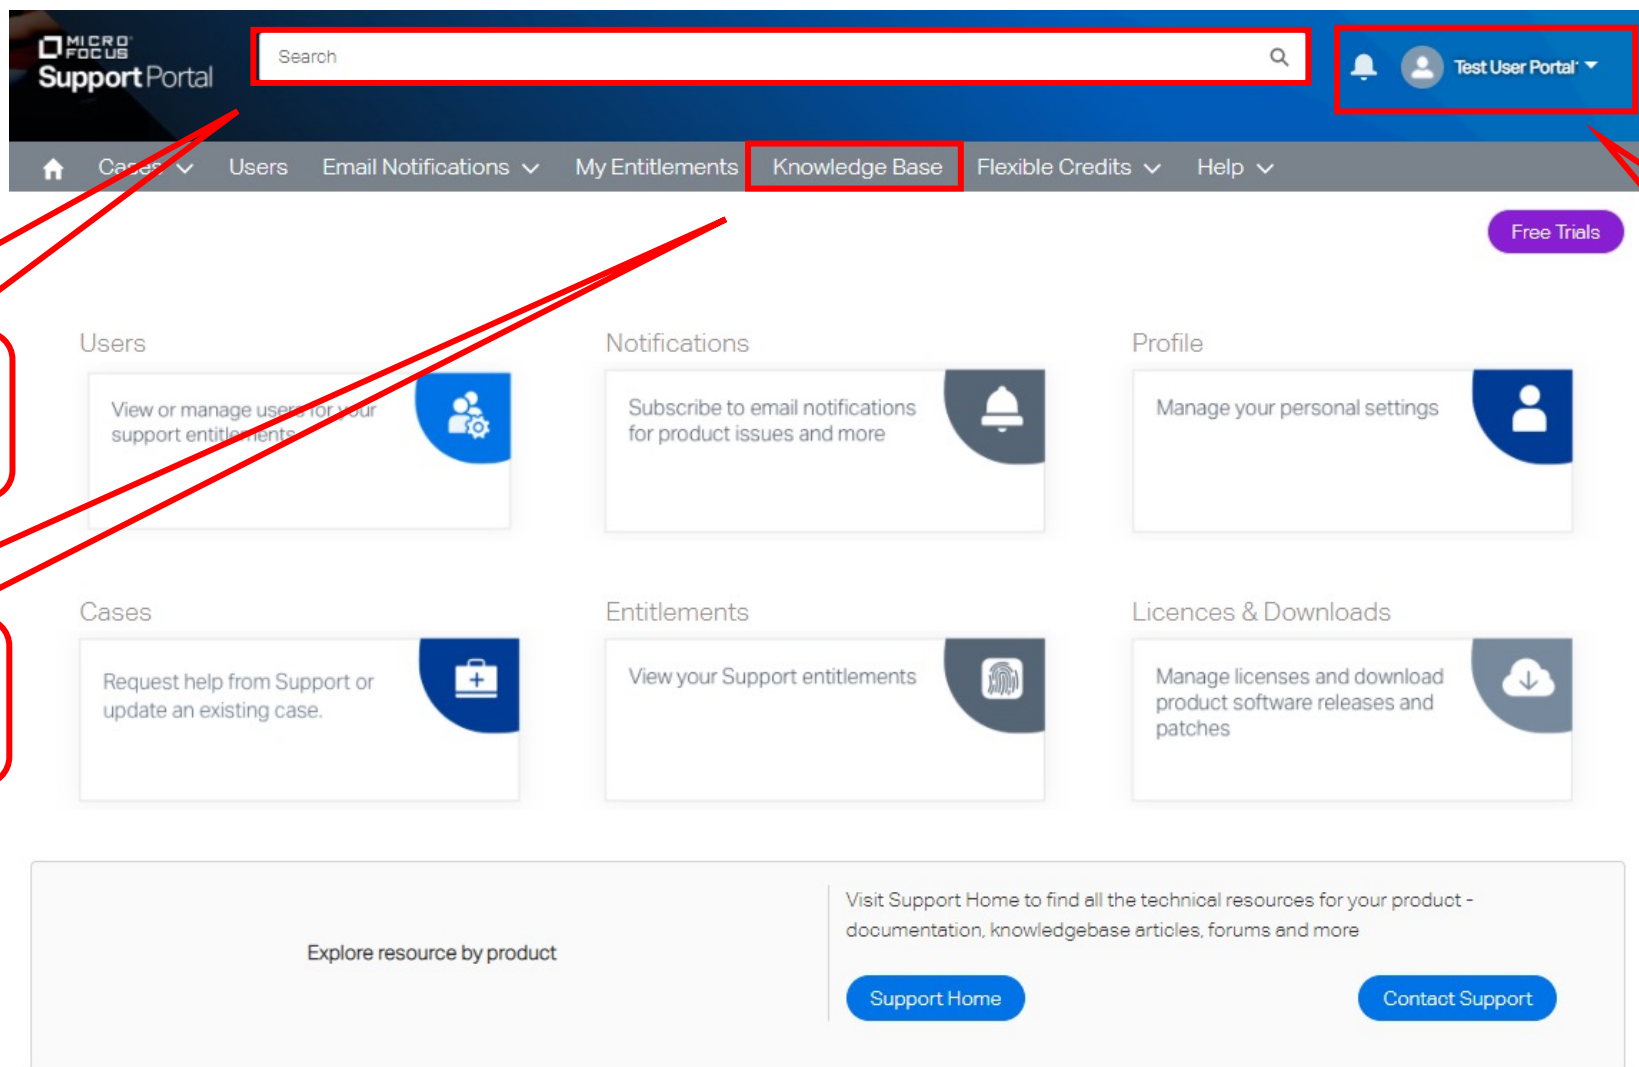 MICRO
FOCUS
Support Portal
Search
Test User Portal
Cases
Users
Email Notifications
My Entitlements
Knowledge Base
Flexible Credits
Help
Free Trials
Users
Notifications
Profile
View or manage users for your
support entitlements
Subscribe to email notifications
for product issues and more
Manage your personal settings
Cases
Entitlements
Licences & Downloads
Request help from Support or
update an existing case.
View your Support entitlements
Manage licenses and download
product software releases and
patches
Explore resource by product
Visit Support Home to find all the technical resources for your product -
documentation, knowledgebase articles, forums and more
Support Home
Contact Support